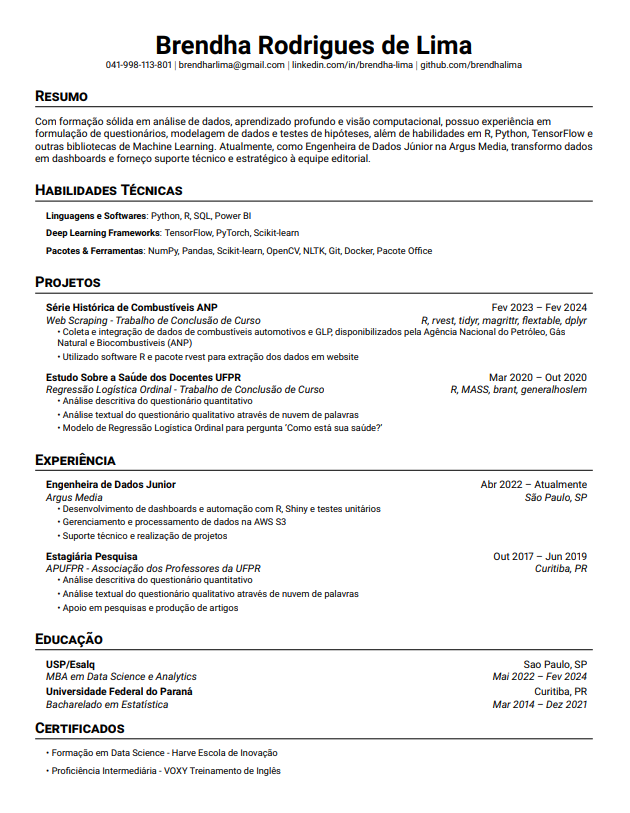 Brendha Rodrigues de Lima
041-998-113-801 | brendharlima@gmail.com | linkedin.com/in/brendha-lima | github.com/brendhalima
Resumo
Com formação sólida em análise de dados, aprendizado profundo e visão computacional, possuo experiência em
formulação de questionários, modelagem de dados e testes de hipóteses, além de habilidades em R, Python, TensorFlow e
outras bibliotecas de Machine Learning. Atualmente, como Engenheira de Dados Júnior na Argus Media, transformo dados
em dashboards e forneço suporte técnico e estratégico à equipe editorial.
Habilidades Técnicas
Linguagens e Softwares: Python, R, SQL, Power BI
Deep Learning Frameworks: TensorFlow, PyTorch, Scikit-learn
Pacotes & Ferramentas: NumPy, Pandas, Scikit-learn, OpenCV, NLTK, Git, Docker, Pacote Office
Projetos
Série Histórica de Combustíveis ANP Fev 2023 – Fev 2024
Web Scraping - Trabalho de Conclusão de Curso R, rvest, tidyr, magrittr, flextable, dplyr
• Coleta e integração de dados de combustíveis automotivos e GLP, disponibilizados pela Agência Nacional do Petróleo, Gás
Natural e Biocombustíveis (ANP)
• Utilizado software R e pacote rvest para extração dos dados em website
Estudo Sobre a Saúde dos Docentes UFPR Mar 2020 – Out 2020
Regressão Logística Ordinal - Trabalho de Conclusão de Curso R, MASS, brant, generalhoslem
• Análise descritiva do questionário quantitativo
• Análise textual do questionário qualitativo através de nuvem de palavras
• Modelo de Regressão Logística Ordinal para pergunta ‘Como está sua saúde?’
Experiência
Engenheira de Dados Junior Abr 2022 – Atualmente
Argus Media São Paulo, SP
• Desenvolvimento de dashboards e automação com R, Shiny e testes unitários
• Gerenciamento e processamento de dados na AWS S3
• Suporte técnico e realização de projetos
Estagiária Pesquisa Out 2017 – Jun 2019
APUFPR - Associação dos Professores da UFPR Curitiba, PR
• Análise descritiva do questionário quantitativo
• Análise textual do questionário qualitativo através de nuvem de palavras
• Apoio em pesquisas e produção de artigos
Educação
USP/Esalq Sao Paulo, SP
MBA em Data Science e Analytics Mai 2022 – Fev 2024
Universidade Federal do Paraná Curitiba, PR
Bacharelado em Estatística Mar 2014 – Dez 2021
Certificados
• Formação em Data Science - Harve Escola de Inovação
• Proficiência Intermediária - VOXY Treinamento de Inglês